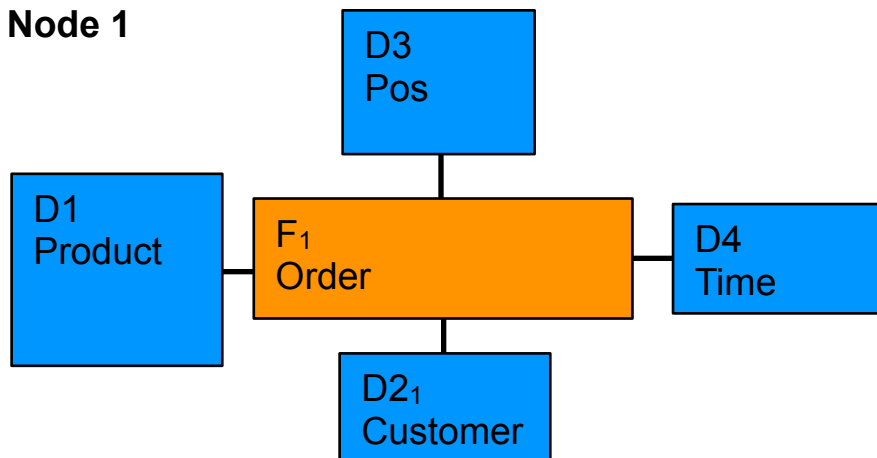 Node 1
D3
Pos
D1
Product
F₁
Order
D4
Time
D2₁
Customer